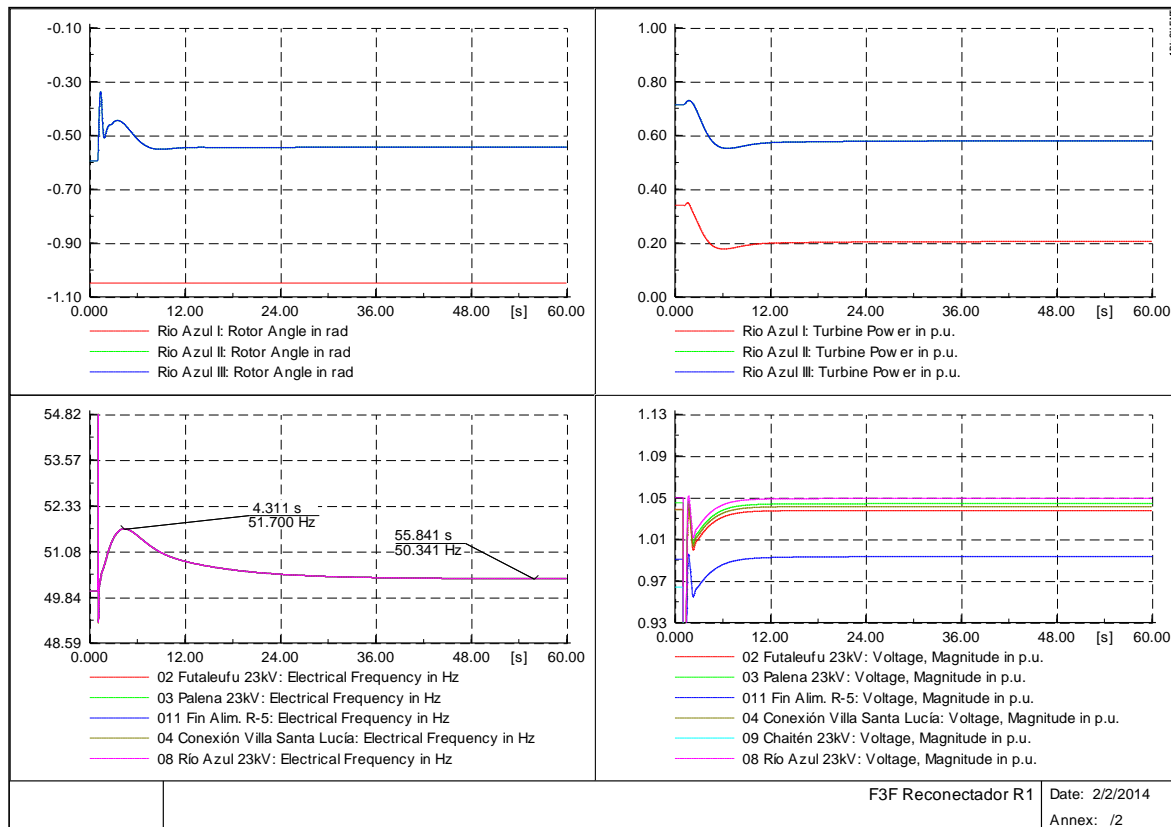 -0.10
-0.30
-0.50
-0.70
-0.90
-1.10
0.000 12.00 24.00 36.00 48.00 [s] 60.00
Rio Azul I: Rotor Angle in rad
Rio Azul II: Rotor Angle in rad
Rio Azul III: Rotor Angle in rad
1.00
0.80
0.60
0.40
0.20
0.00
0.000 12.00 24.00 36.00 48.00 [s] 60.00
Rio Azul I: Turbine Power in p.u.
Rio Azul II: Turbine Power in p.u.
Rio Azul III: Turbine Power in p.u.
54.82
53.57
52.33
51.08
49.84
48.59
4.311 s
51.700 Hz
55.841 s
50.341 Hz
0.000 12.00 24.00 36.00 48.00 [s] 60.00
02 Futaleufu 23kV: Electrical Frequency in Hz
03 Palena 23kV: Electrical Frequency in Hz
011 Fin Alim. R-5: Electrical Frequency in Hz
04 Conexión Villa Santa Lucía: Electrical Frequency in Hz
08 Río Azul 23kV: Electrical Frequency in Hz
1.13
1.09
1.05
1.01
0.97
0.93
0.000 12.00 24.00 36.00 48.00 [s] 60.00
02 Futaleufu 23kV: Voltage, Magnitude in p.u.
03 Palena 23kV: Voltage, Magnitude in p.u.
011 Fin Alim. R-5: Voltage, Magnitude in p.u.
04 Conexión Villa Santa Lucía: Voltage, Magnitude in p.u.
09 Chaitén 23kV: Voltage, Magnitude in p.u.
08 Río Azul 23kV: Voltage, Magnitude in p.u.
F3F Reconectador R1
Date: 2/2/2014
Annex: /2